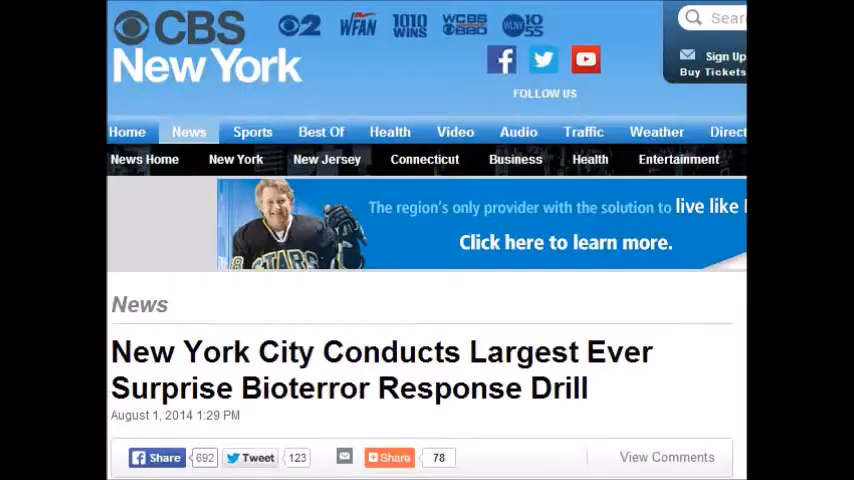 CBS
New York
2
WFAN
1010
WINS
WCBS
880
Sear
Sign Up
Buy Tickets
FOLLOW US
Home News Sports Best Of Health Video Audio Traffic Weather Direct
News Home New York New Jersey Connecticut Business Health Entertainment
The region's only provider with the solution to live like
Click here to learn more.
STARS
News
New York City Conducts Largest Ever
Surprise Bioterror Response Drill
August 1, 2014 1:29 PM
Share 692 Tweet 123 Share 78 View Comments